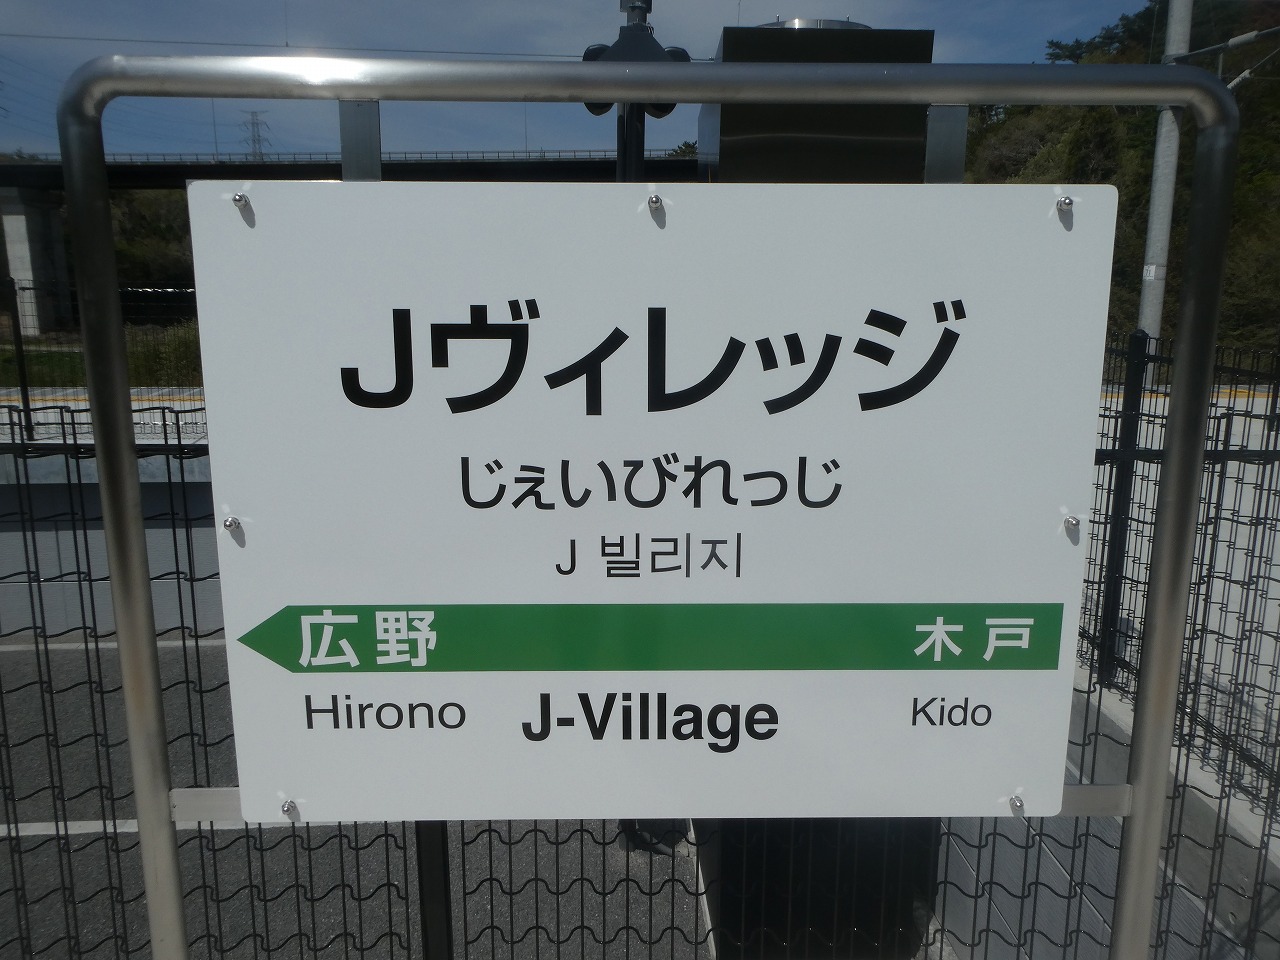 Jヴィレッジ
じぇいびれっじ
J 빌리지
広野 木戸
Hirono J-Village Kido